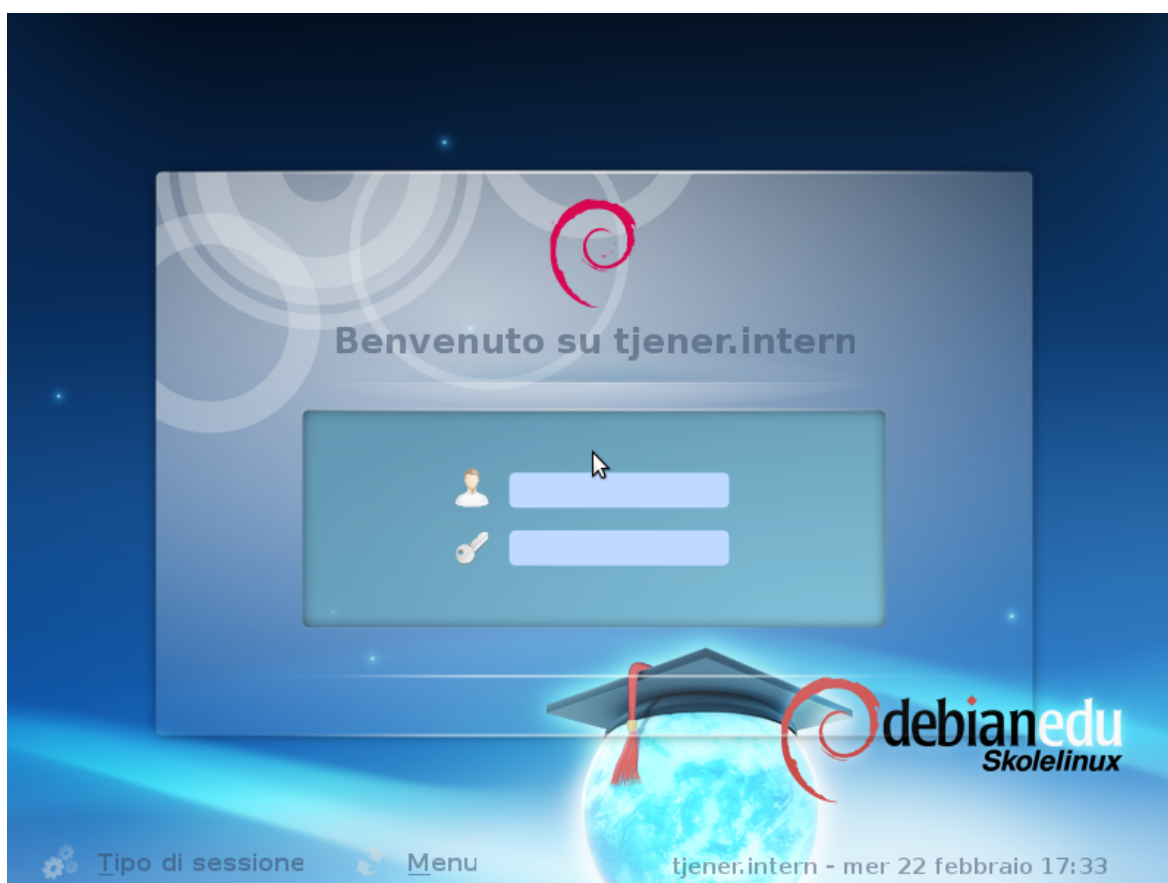 Benvenuto su tjener.intern
debianedu
Skolelinux
Tipo di sessione
Menu
tjener.intern - mer 22 febbraio 17:33